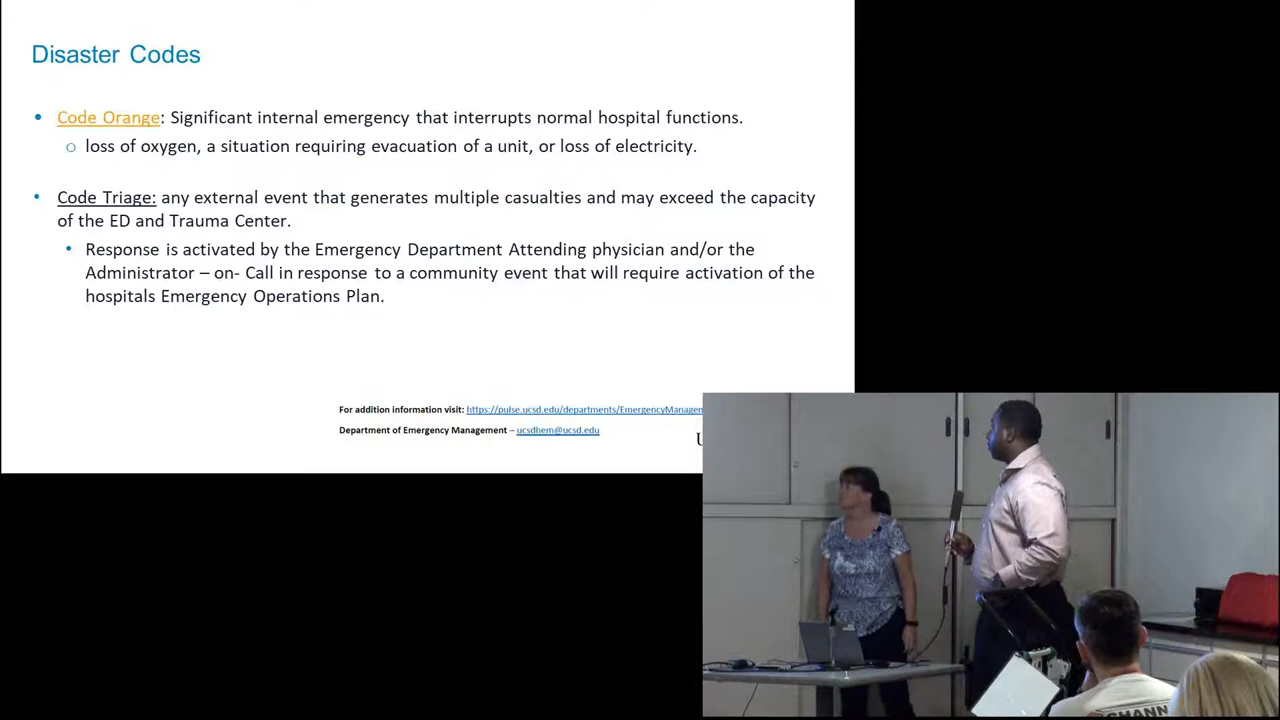 Disaster Codes
• Code Orange: Significant internal emergency that interrupts normal hospital functions.
o loss of oxygen, a situation requiring evacuation of a unit, or loss of electricity.
• Code Triage: any external event that generates multiple casualties and may exceed the capacity
of the ED and Trauma Center.
• Response is activated by the Emergency Department Attending physician and/or the
Administrator – on- Call in response to a community event that will require activation of the
hospitals Emergency Operations Plan.
For addition information visit: https://pulse.ucsd.edu/departments/EmergencyManagem
Department of Emergency Management – ucsdhem@ucsd.edu
U